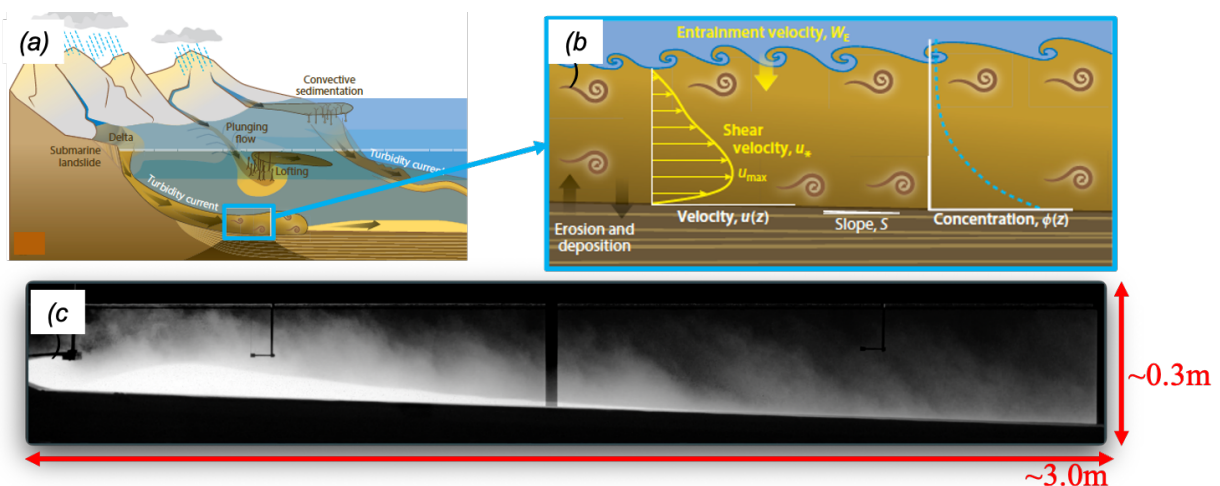 (a)
Convective
sedimentation
Delta
Plunging
flow
Submarine
landslide
Turbidity current
Lofting
Turbidity current
(b
)
Entrainment velocity, W_E
Shear
velocity, u*
u_max
Velocity, u(z)
Slope, S
Concentration, ϕ(z)
Erosion and
deposition
(c
)
~0.3m
~3.0m